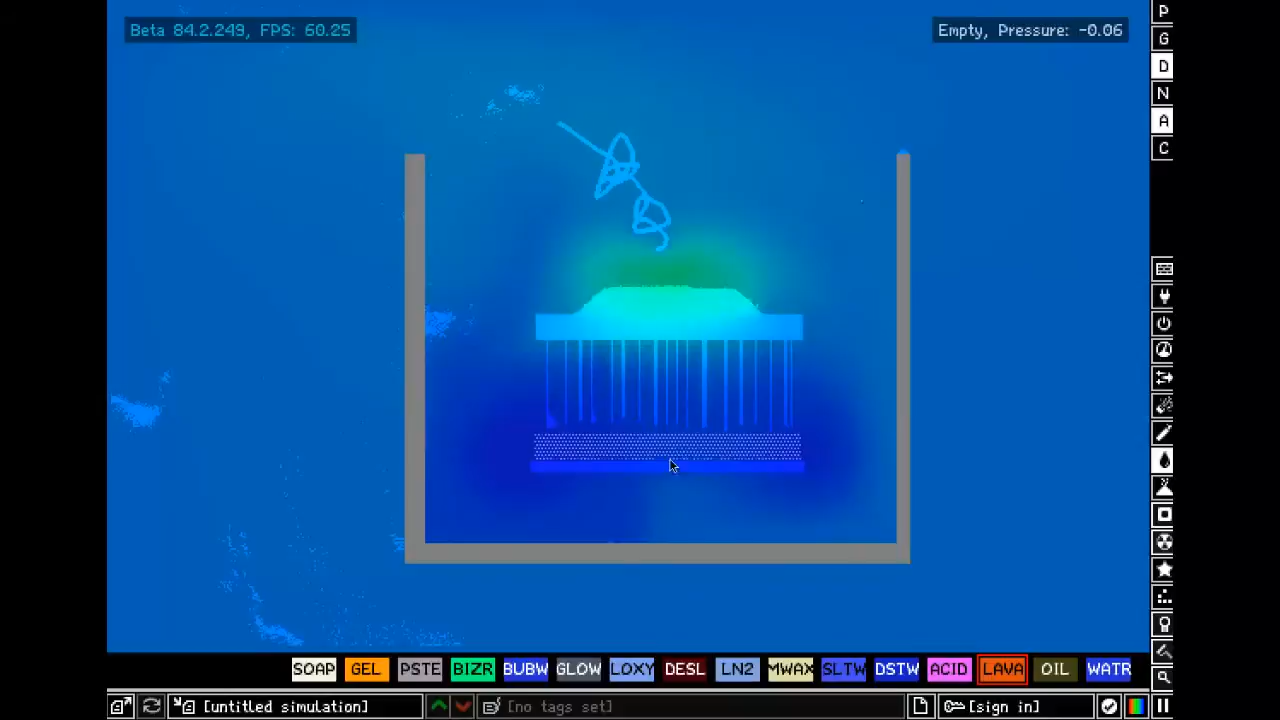 Beta 84.2.249, FPS: 60.25
Empty, Pressure: -0.06
P
G
D
N
A
C
SOAP GEL PSTE BIZR BUBW GLOW LOXY DESL LN2 MWAX SLTW DSTW ACID LAVA OIL WATR
[untitled simulation] [no tags set] [sign in]